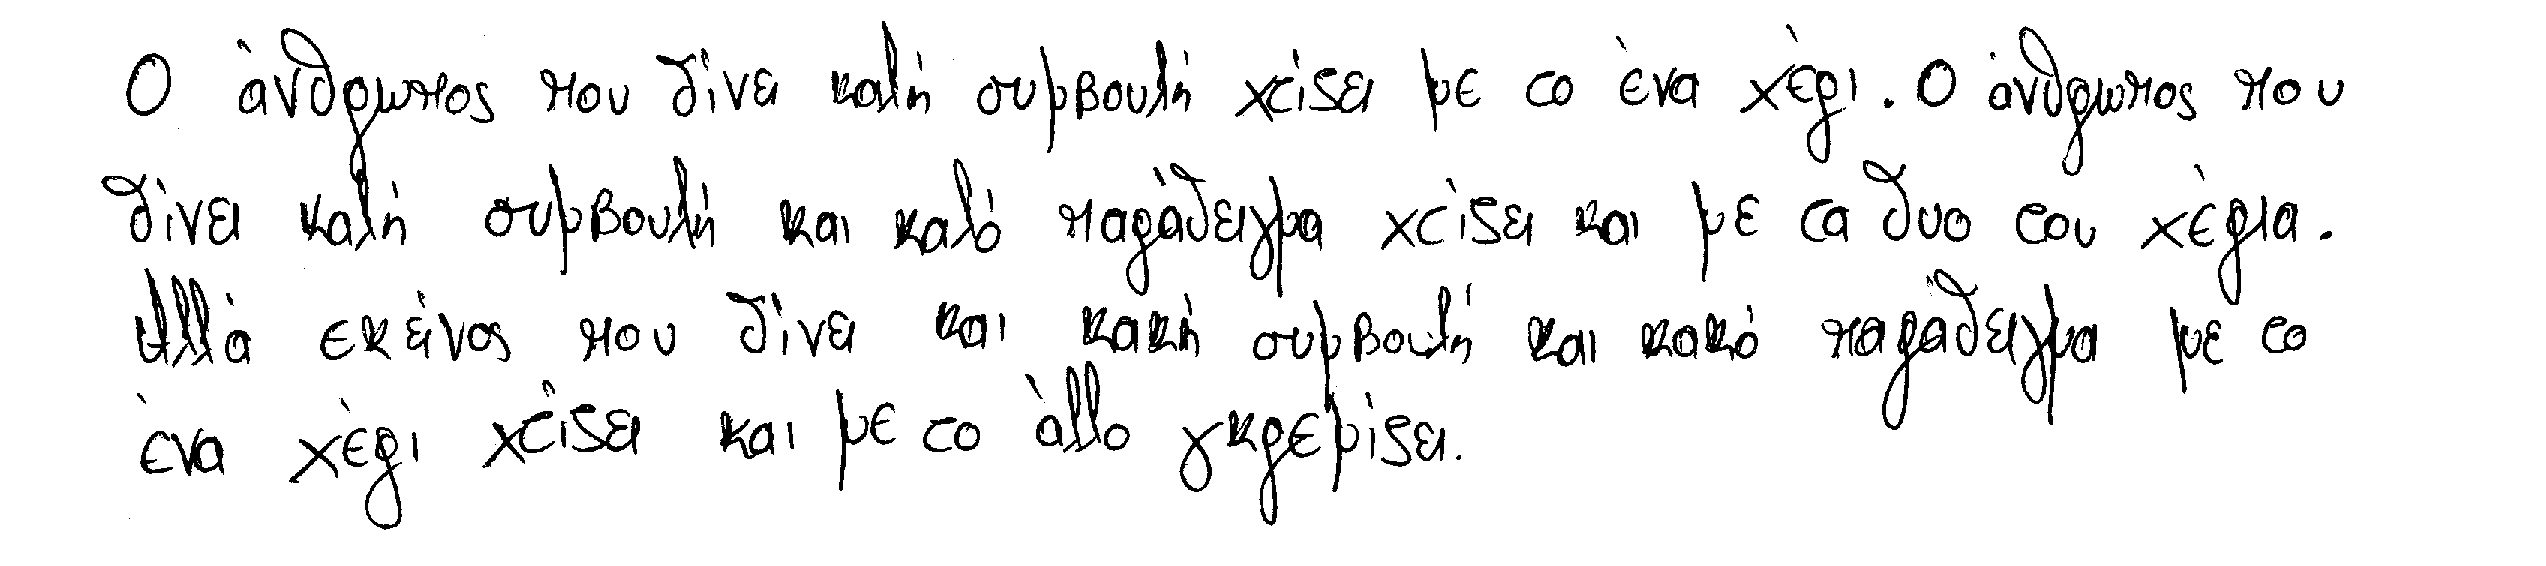 Ο άνθρωπος που δίνει καλή συμβουλή χτίζει με το ένα χέρι. Ο άνθρωπος που
δίνει καλή συμβουλή και καλό παράδειγμα χτίζει και με τα δυο του χέρια.
Αλλά εκείνος που δίνει και κακή συμβουλή και κακό παράδειγμα με το
ένα χέρι χτίζει και με το άλλο γκρεμίζει.